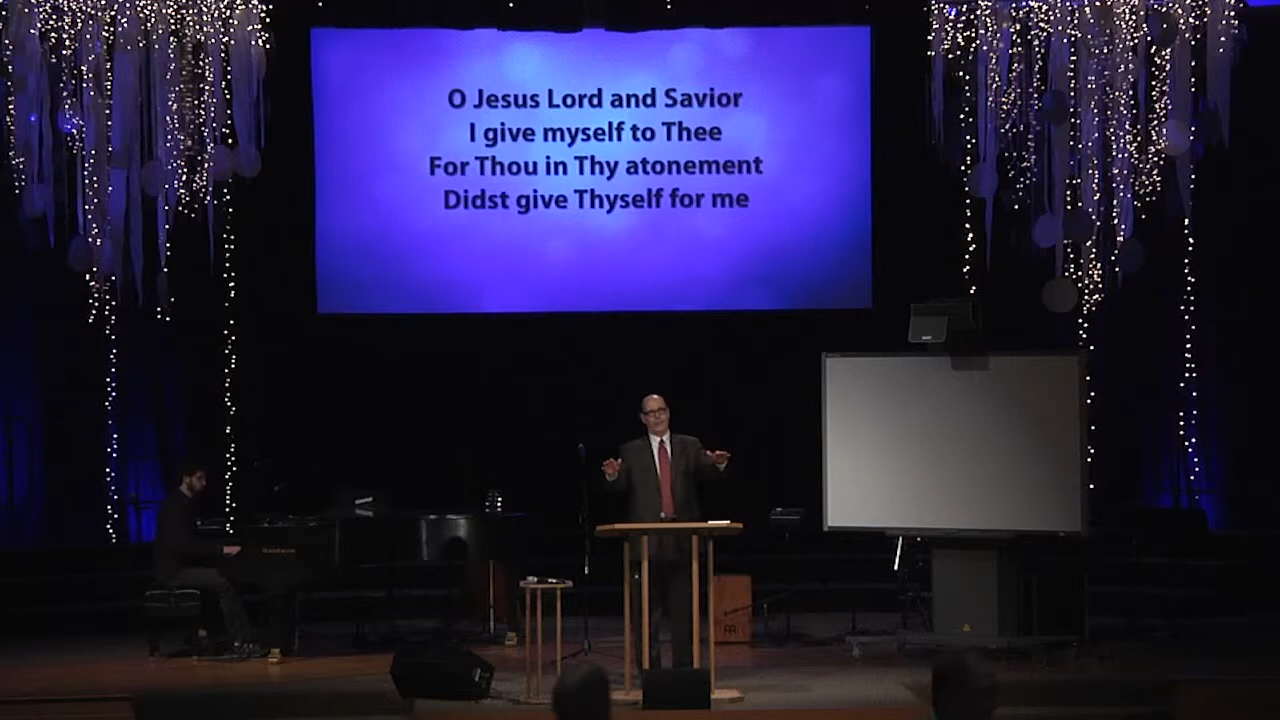 O Jesus Lord and Savior
I give myself to Thee
For Thou in Thy atonement
Didst give Thyself for me